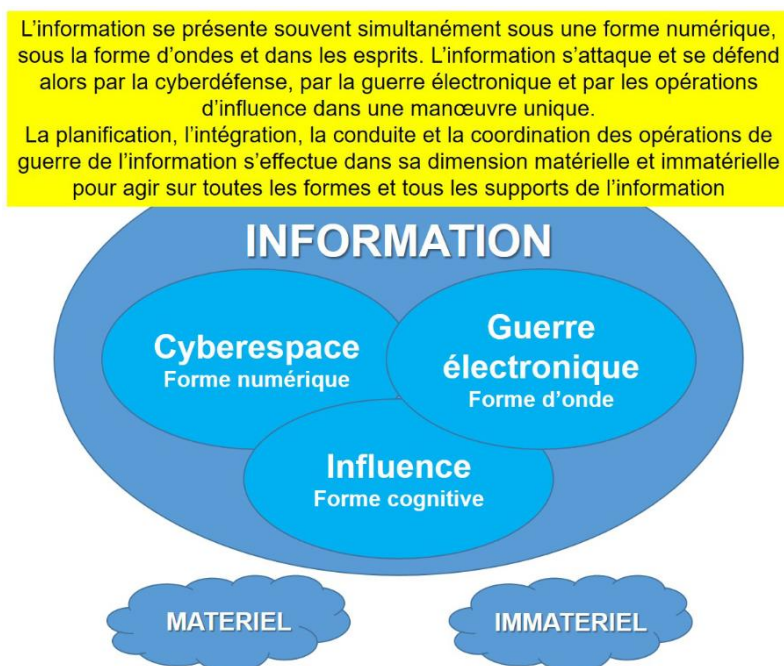 L'information se présente souvent simultanément sous une forme numérique,
sous la forme d'ondes et dans les esprits. L'information s'attaque et se défend
alors par la cyberdéfense, par la guerre électronique et par les opérations
d'influence dans une manœuvre unique.
La planification, l'intégration, la conduite et la coordination des opérations de
guerre de l'information s'effectue dans sa dimension matérielle et immatérielle
pour agir sur toutes les formes et tous les supports de l'information
INFORMATION
Cyberespace
Forme numérique
Guerre
électronique
Forme d'onde
Influence
Forme cognitive
MATERIEL
IMMATERIEL